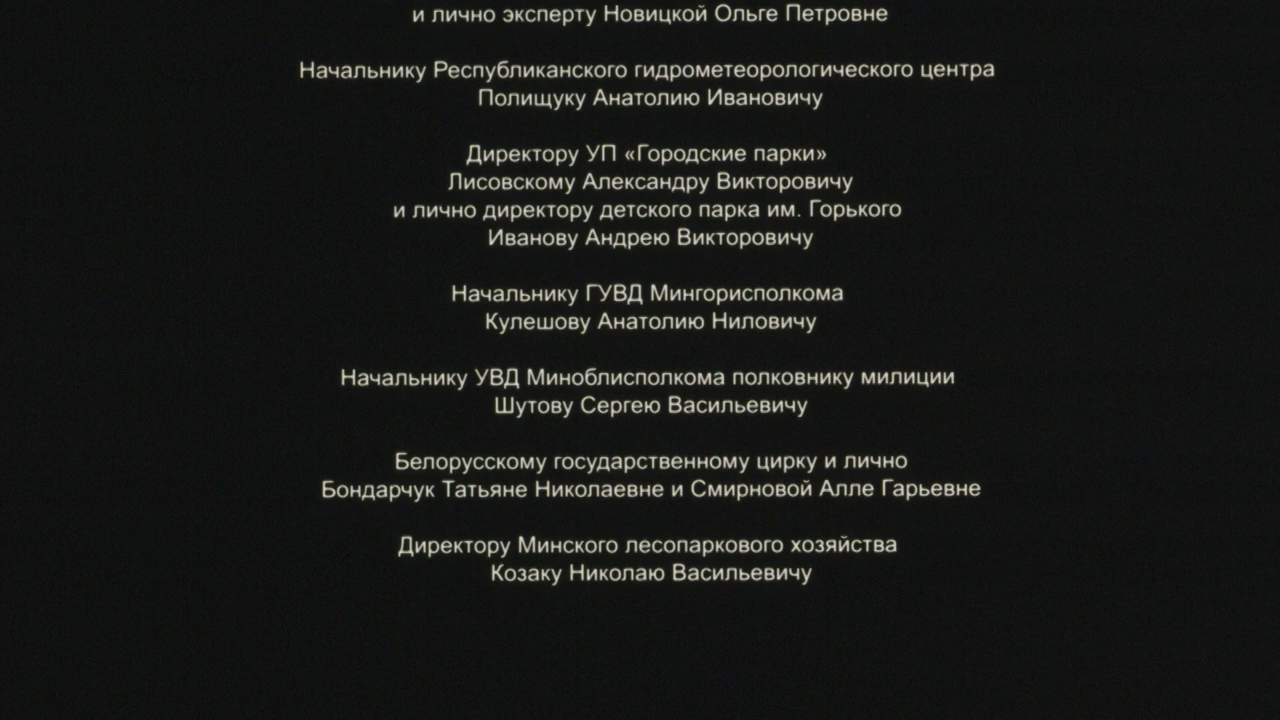 и лично эксперту Новицкой Ольге Петровне
Начальнику Республиканского гидрометеорологического центра
Полищуку Анатолию Ивановичу
Директору УП «Городские парки»
Лисовскому Александру Викторовичу
и лично директору детского парка им. Горького
Иванову Андрею Викторовичу
Начальнику ГУВД Мингорисполкома
Кулешову Анатолию Ниловичу
Начальнику УВД Миноблисполкома полковнику милиции
Шутову Сергею Васильевичу
Белорусскому государственному цирку и лично
Бондарчук Татьяне Николаевне и Смирновой Алле Гарьевне
Директору Минского лесопаркового хозяйства
Козаку Николаю Васильевичу